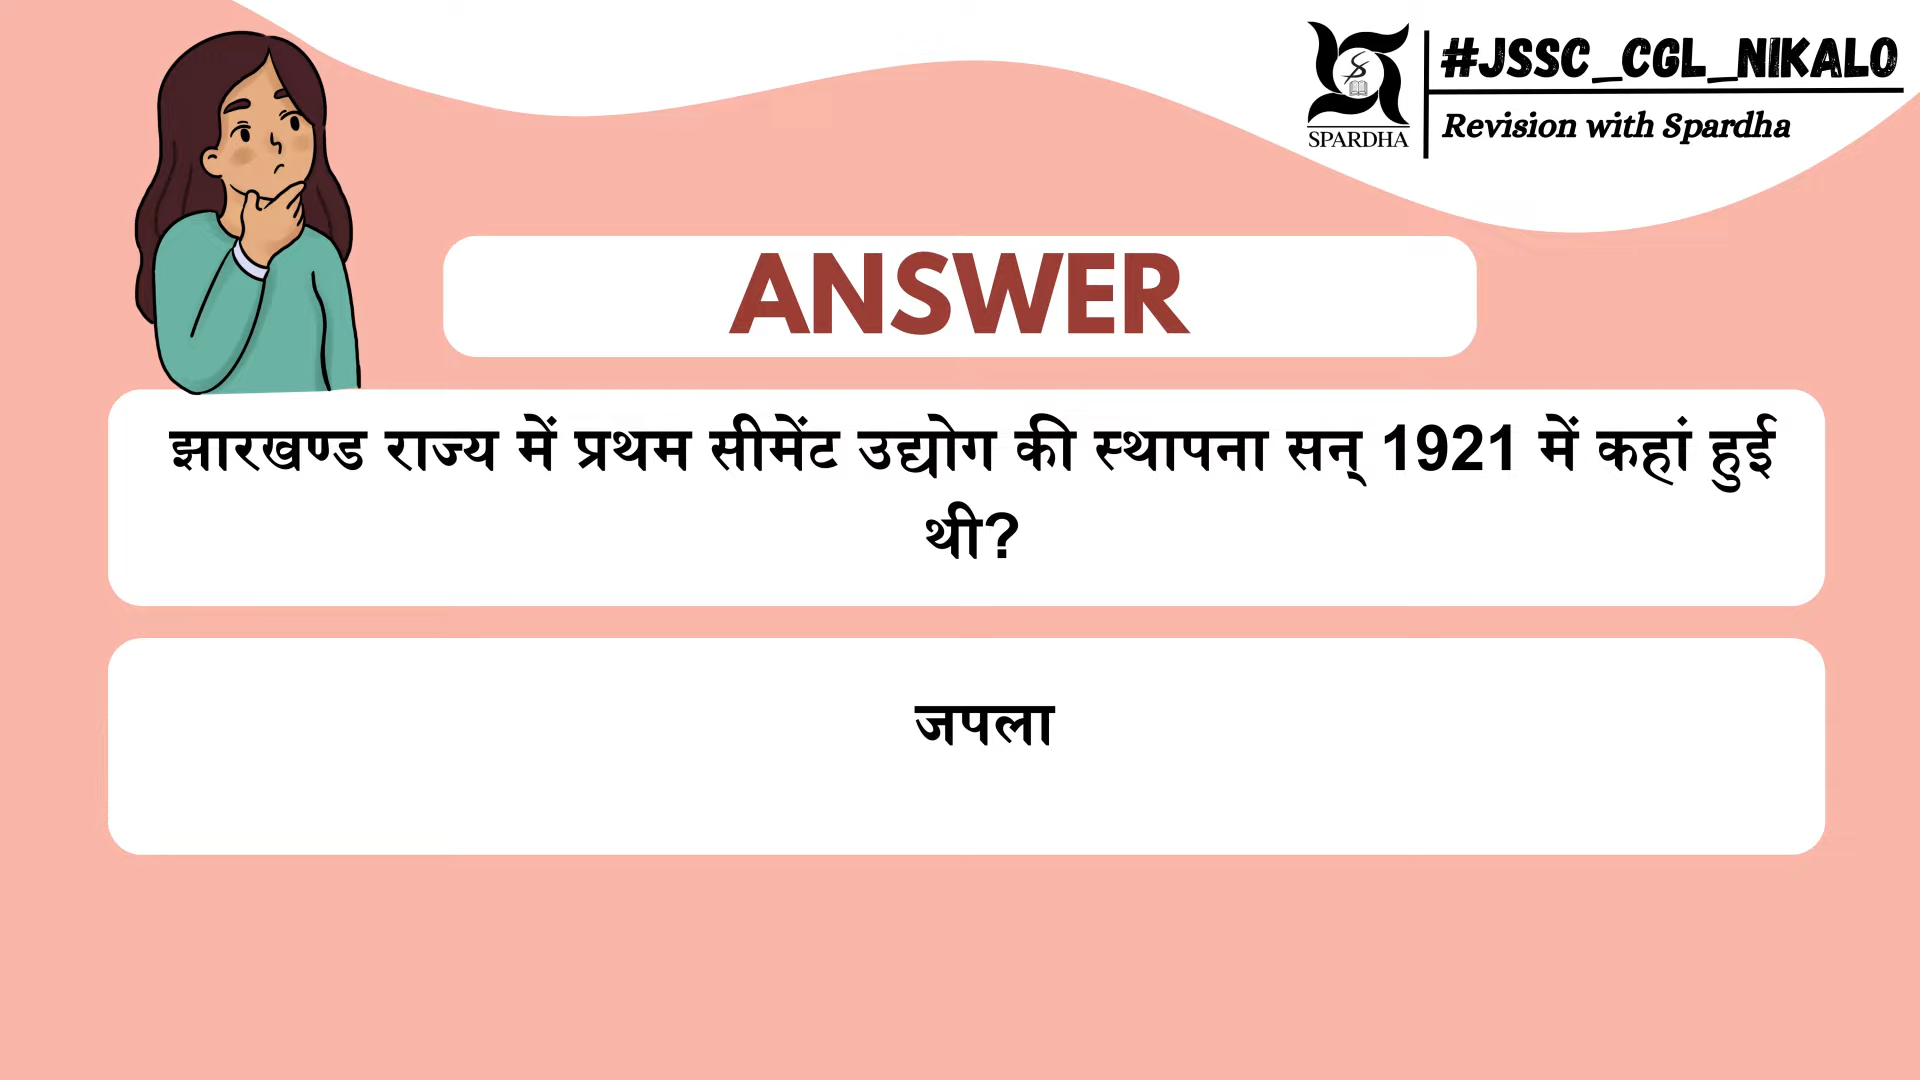 #JSSC_CGL_NIKALO
Revision with Spardha
SPARDHA
ANSWER
झारखण्ड राज्य में प्रथम सीमेंट उद्योग की स्थापना सन् 1921 में कहां हुई
थी?
जपला